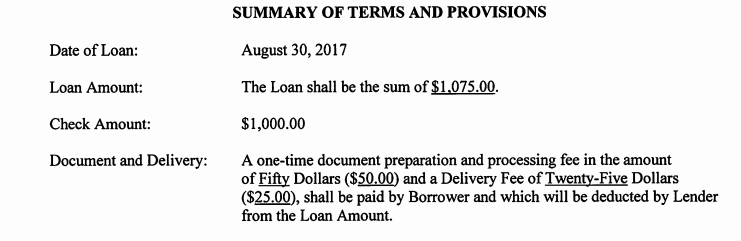 SUMMARY OF TERMS AND PROVISIONS
Date of Loan: August 30, 2017
Loan Amount: The Loan shall be the sum of $1,075.00.
Check Amount: $1,000.00
Document and Delivery: A one-time document preparation and processing fee in the amount
of Fifty Dollars ($50.00) and a Delivery Fee of Twenty-Five Dollars
($25.00), shall be paid by Borrower and which will be deducted by Lender
from the Loan Amount.